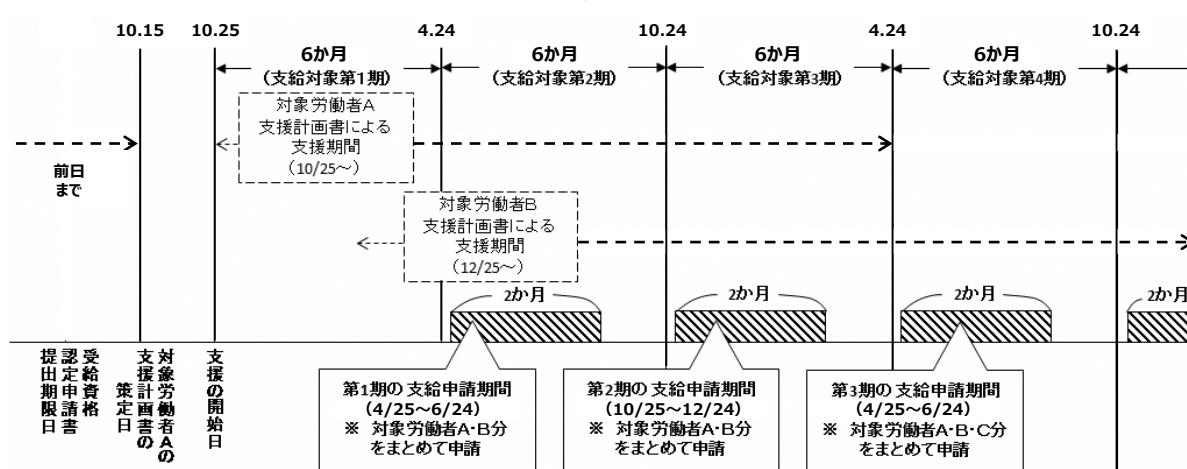 10.15
10.25
4.24
10.24
4.24
10.24
6か月
(支給対象第1期)
6か月
(支給対象第2期)
6か月
(支給対象第3期)
6か月
(支給対象第4期)
対象労働者A
支援計画書による
支援期間
(10/25～)
前日
まで
対象労働者B
支援計画書による
支援期間
(12/25～)
2か月
2か月
2か月
2か月
受給資格
認定申請書
提出期限日
対象労働者Aの
支援計画書の
策定日
支援の開始日
第1期の支給申請期間
(4/25～6/24)
※ 対象労働者A・B分
をまとめて申請
第2期の支給申請期間
(10/25～12/24)
※ 対象労働者A・B分
をまとめて申請
第3期の支給申請期間
(4/25～6/24)
※ 対象労働者A・B・C分
をまとめて申請